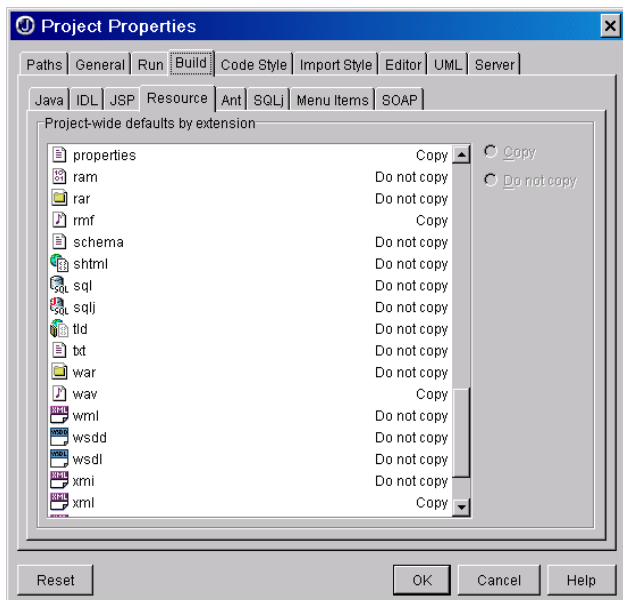 Project Properties
Paths General Run Build Code Style Import Style Editor UML Server
Java IDL JSP Resource Ant SQLj Menu Items SOAP
Project-wide defaults by extension
properties Copy
ram Do not copy
rar Do not copy
rmf Copy
schema Do not copy
shtml Do not copy
sql Do not copy
sqlj Do not copy
tld Do not copy
txt Do not copy
war Do not copy
wav Copy
wml Do not copy
wsdd Do not copy
wsdl Do not copy
xmi Do not copy
xml Copy
Copy
Do not copy
Reset OK Cancel Help